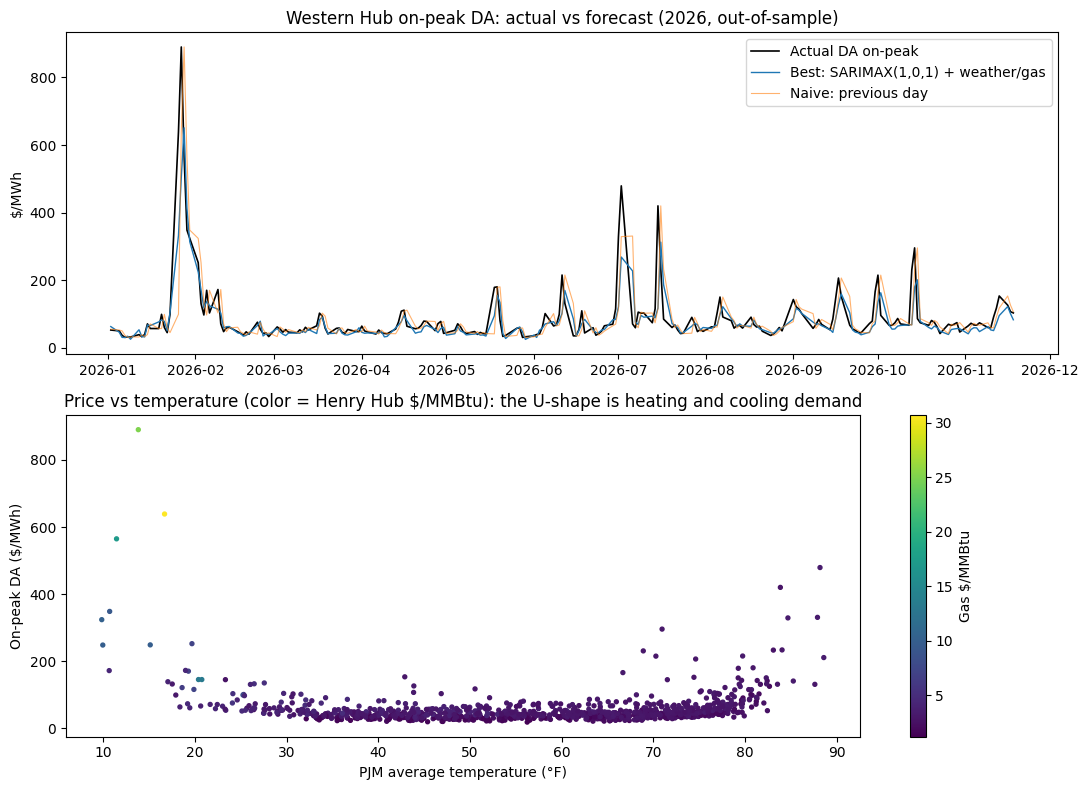 Western Hub on-peak DA: actual vs forecast (2026, out-of-sample)
Actual DA on-peak
Best: SARIMAX(1,0,1) + weather/gas
Naive: previous day
$/MWh
800
600
400
200
0
2026-01 2026-02 2026-03 2026-04 2026-05 2026-06 2026-07 2026-08 2026-09 2026-10 2026-11 2026-12
Price vs temperature (color = Henry Hub $/MMBtu): the U-shape is heating and cooling demand
On-peak DA ($/MWh)
800
600
400
200
0
10 20 30 40 50 60 70 80 90
PJM average temperature (°F)
30
25
20
15
10
5
Gas $/MMBtu